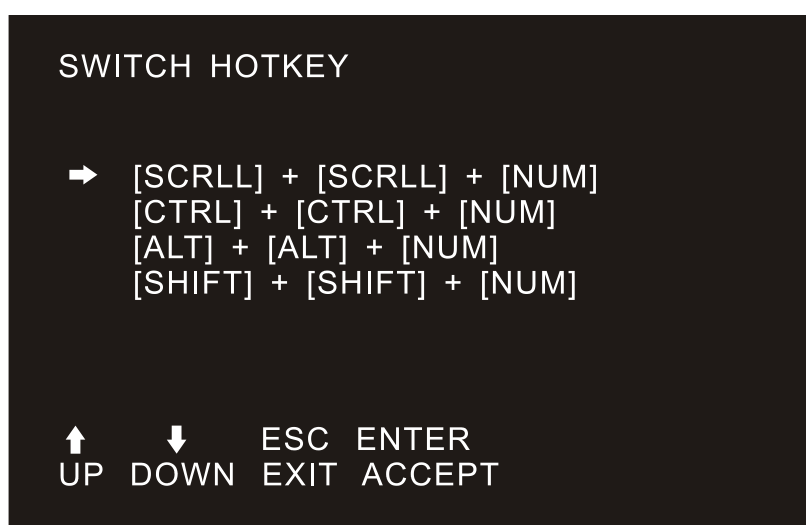 SWITCH HOTKEY
[SCRLL] + [SCRLL] + [NUM]
[CTRL] + [CTRL] + [NUM]
[ALT] + [ALT] + [NUM]
[SHIFT] + [SHIFT] + [NUM]
ESC ENTER
UP DOWN EXIT ACCEPT